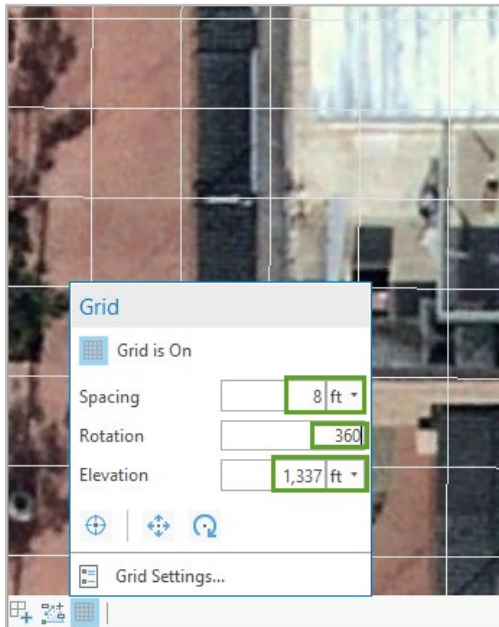 Grid
Grid is On
Spacing 8 ft
Rotation 360
Elevation 1,337 ft
Grid Settings...